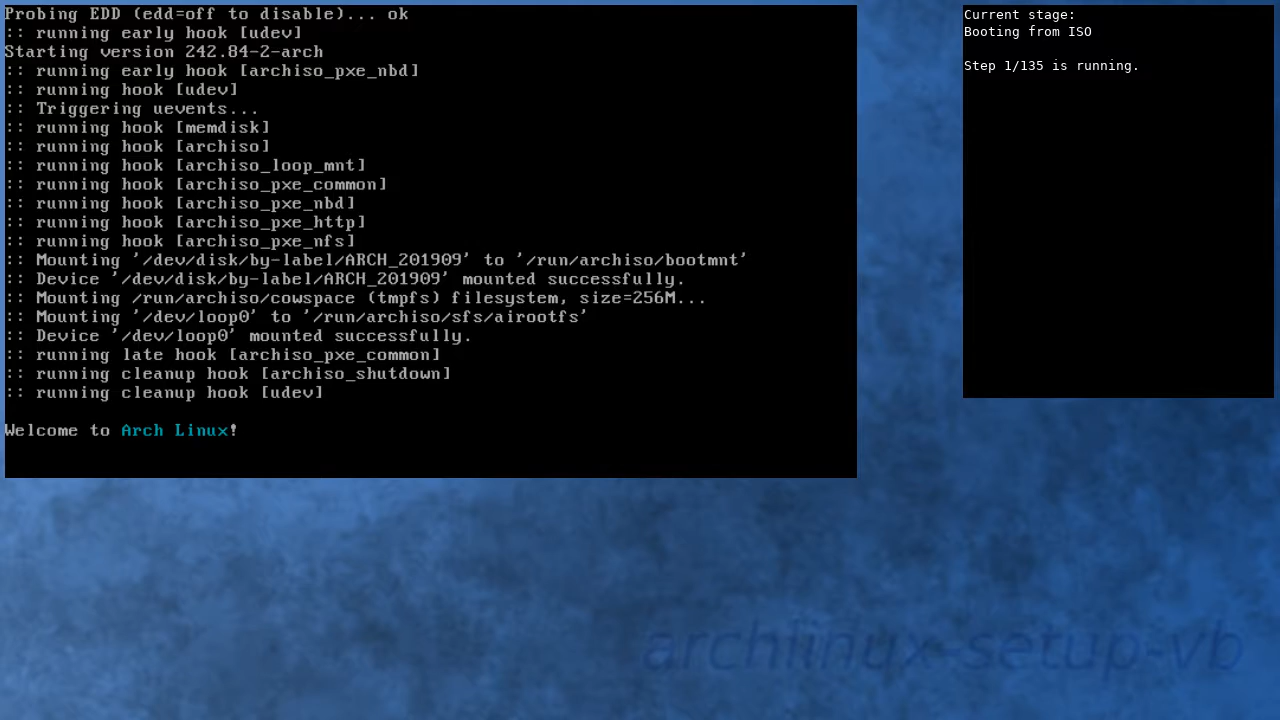 Probing EDD (edd=off to disable)... ok
:: running early hook [udev]
Starting version 242.84-2-arch
:: running early hook [archiso_pxe_nbd]
:: running hook [udev]
:: Triggering uevents...
:: running hook [memdisk]
:: running hook [archiso]
:: running hook [archiso_loop_mnt]
:: running hook [archiso_pxe_common]
:: running hook [archiso_pxe_nbd]
:: running hook [archiso_pxe_http]
:: running hook [archiso_pxe_nfs]
:: Mounting '/dev/disk/by-label/ARCH_201909' to '/run/archiso/bootmnt'
:: Device '/dev/disk/by-label/ARCH_201909' mounted successfully.
:: Mounting /run/archiso/cowspace (tmpfs) filesystem, size=256M...
:: Mounting '/dev/loop0' to '/run/archiso/sfs/airootfs'
:: Device '/dev/loop0' mounted successfully.
:: running late hook [archiso_pxe_common]
:: running cleanup hook [archiso_shutdown]
:: running cleanup hook [udev]
Welcome to Arch Linux!
Current stage:
Booting from ISO
Step 1/135 is running.
archlinux-setup-vb